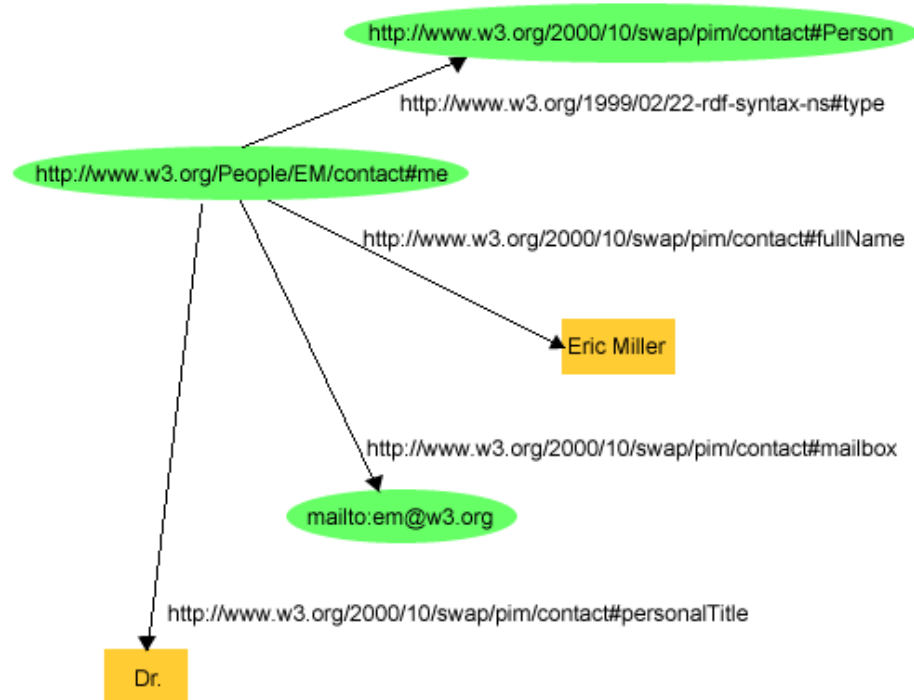 http://www.w3.org/2000/10/swap/pim/contact#Person
http://www.w3.org/1999/02/22-rdf-syntax-ns#type
http://www.w3.org/People/EM/contact#me
http://www.w3.org/2000/10/swap/pim/contact#fullName
Eric Miller
http://www.w3.org/2000/10/swap/pim/contact#mailbox
mailto:em@w3.org
http://www.w3.org/2000/10/swap/pim/contact#personalTitle
Dr.